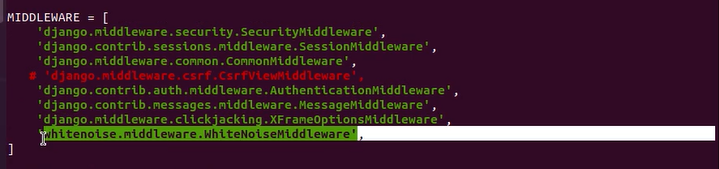 MIDDLEWARE = [
    'django.middleware.security.SecurityMiddleware',
    'django.contrib.sessions.middleware.SessionMiddleware',
    'django.middleware.common.CommonMiddleware',
   # 'django.middleware.csrf.CsrfViewMiddleware',
    'django.contrib.auth.middleware.AuthenticationMiddleware',
    'django.contrib.messages.middleware.MessageMiddleware',
    'django.middleware.clickjacking.XFrameOptionsMiddleware',
    'whitenoise.middleware.WhiteNoiseMiddleware',
]